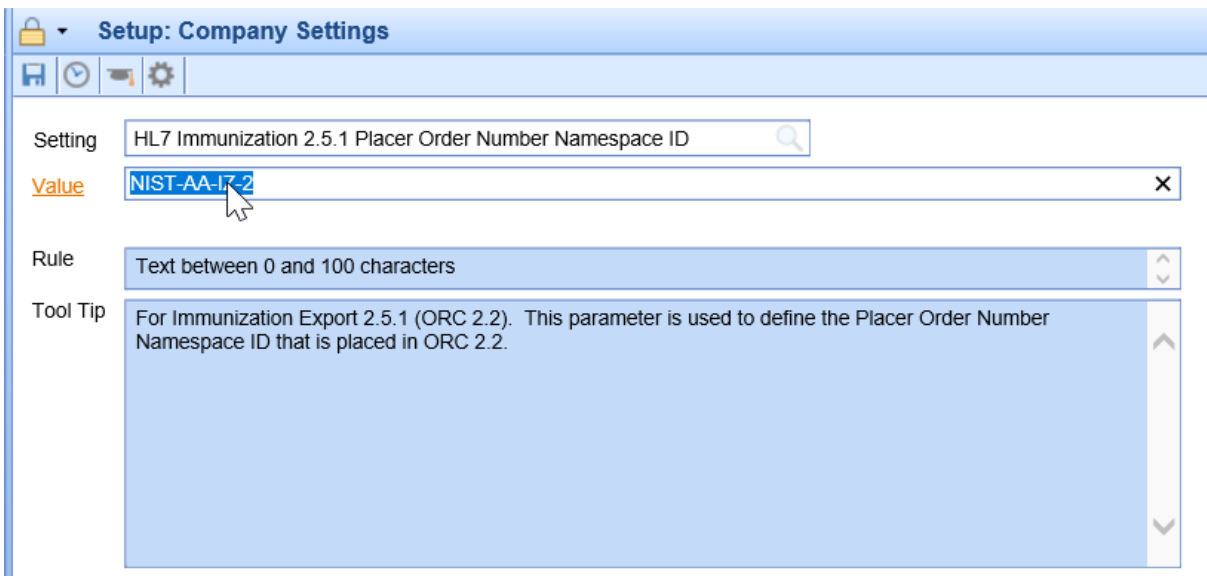 Setup: Company Settings
Setting HL7 Immunization 2.5.1 Placer Order Number Namespace ID
Value NIST-AA-IZ-2
Rule Text between 0 and 100 characters
Tool Tip For Immunization Export 2.5.1 (ORC 2.2). This parameter is used to define the Placer Order Number
Namespace ID that is placed in ORC 2.2.